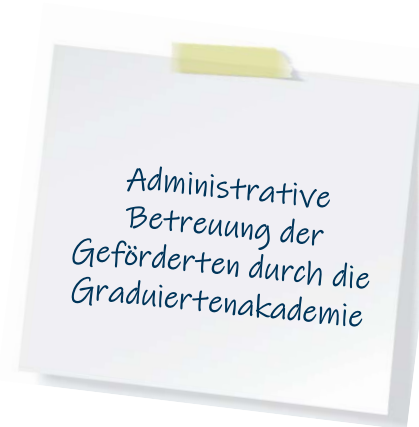 Administrative
Betreuung der
Geförderten durch die
Graduiertenakademie